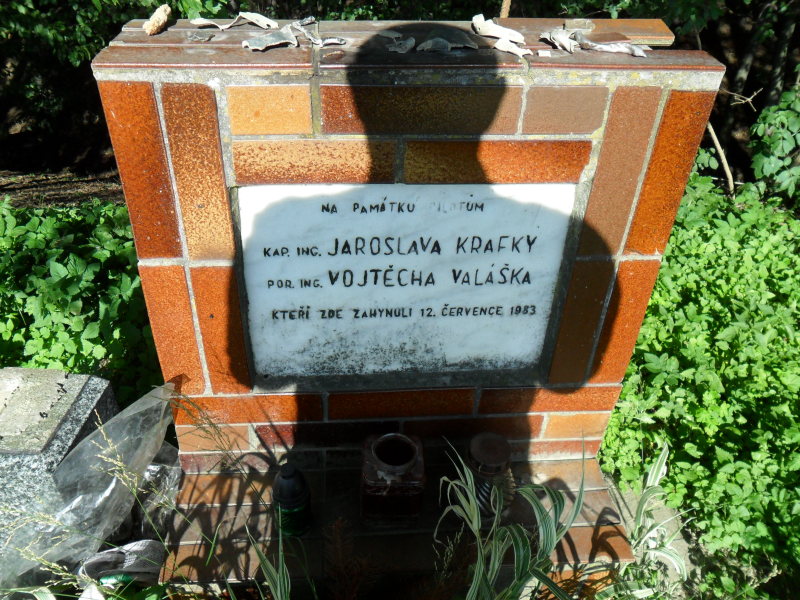 NA PAMÁTKU PILOTŮM
KAP. ING. JAROSLAVA KRAFKY
POR. ING. VOJTĚCHA VALÁŠKA
KTEŘÍ ZDE ZAHYNULI 12. ČERVENCE 1983